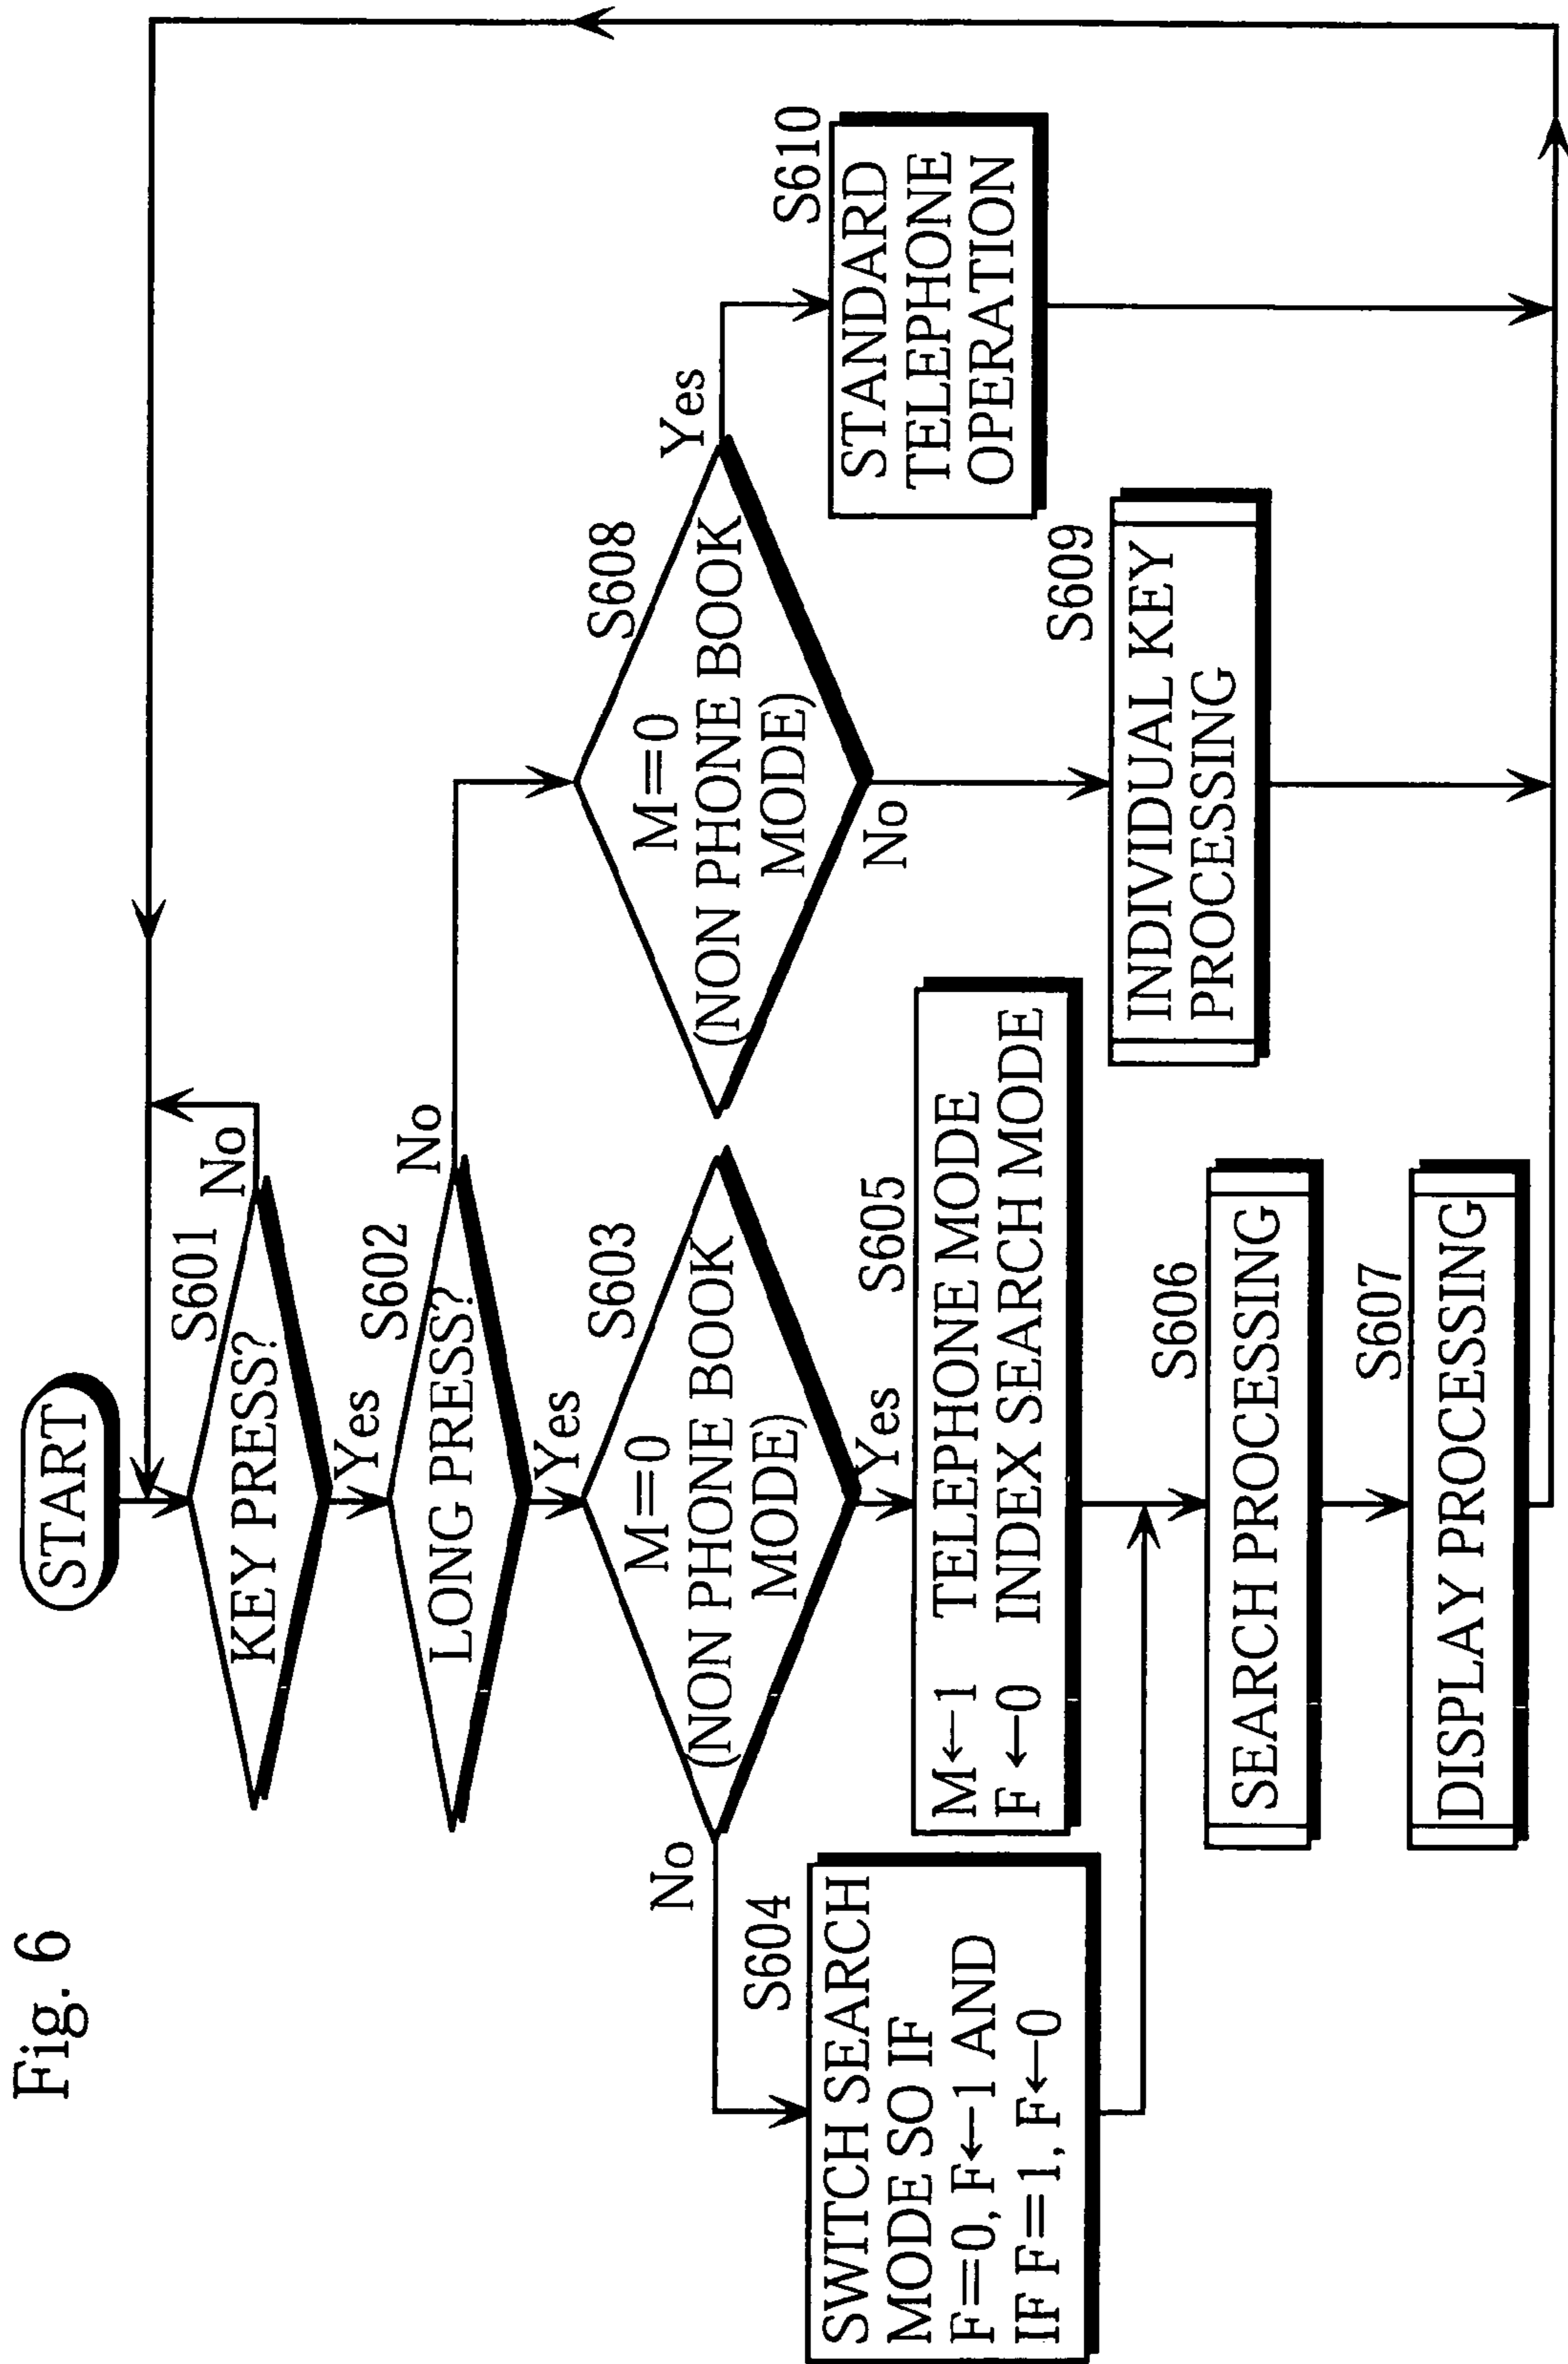 Fig. 6
START
S601
KEY PRESS?
No
Yes
S602
LONG PRESS?
No
Yes
S603
M=0
(NON PHONE BOOK
MODE)
No
Yes
S604
SWITCH SEARCH
MODE SO IF
F=0, F←1 AND
IF F=1, F←0
S605
M←1 TELEPHONE MODE
F←0 INDEX SEARCH MODE
S606
SEARCH PROCESSING
S607
DISPLAY PROCESSING
S608
M=0
(NON PHONE BOOK
MODE)
Yes
No
S609
INDIVIDUAL KEY
PROCESSING
S610
STANDARD
TELEPHONE
OPERATION